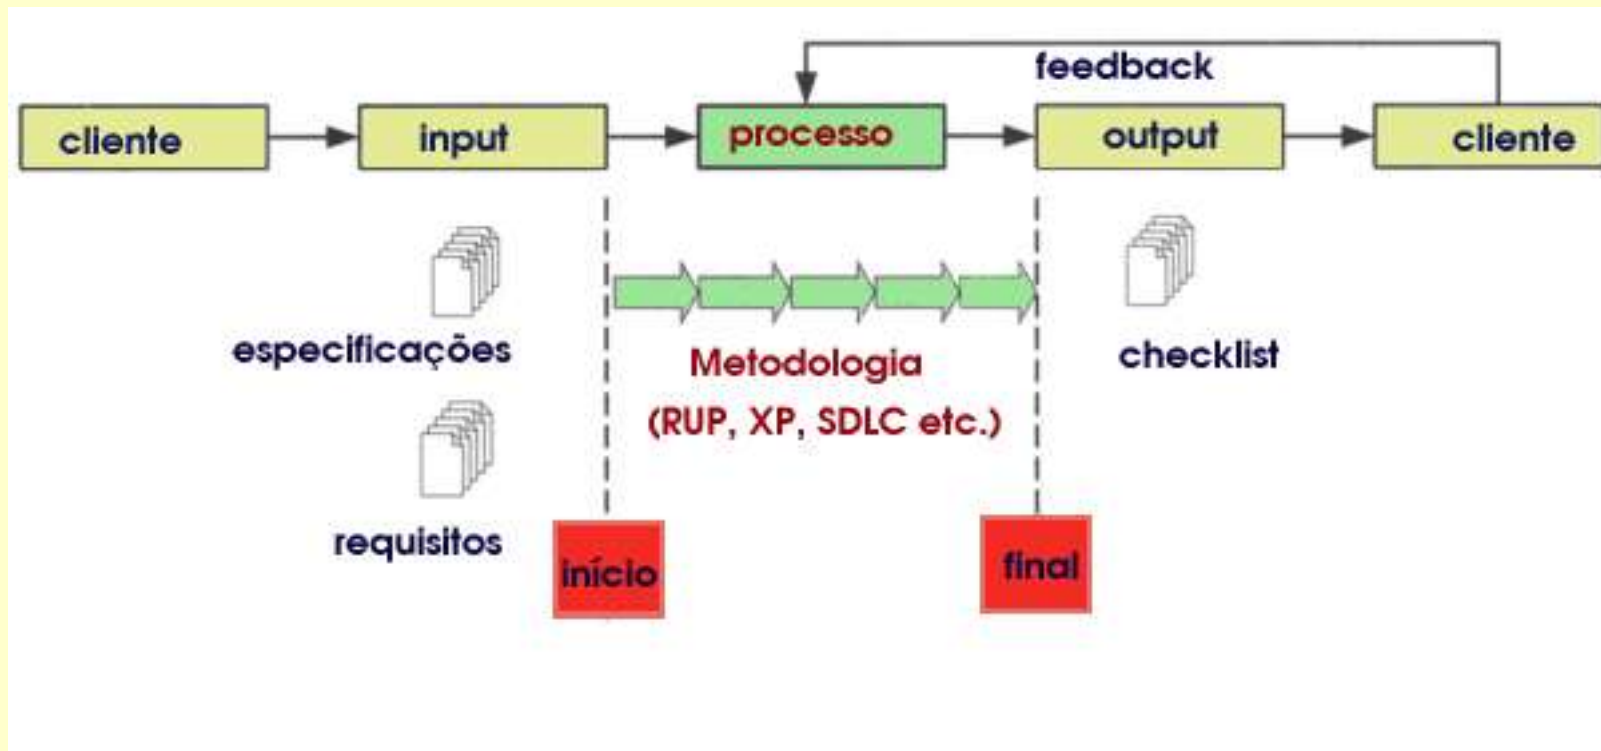 feedback
cliente
input
processo
output
cliente
especificações
Metodologia
(RUP, XP, SDLC etc.)
checklist
requisitos
início
final